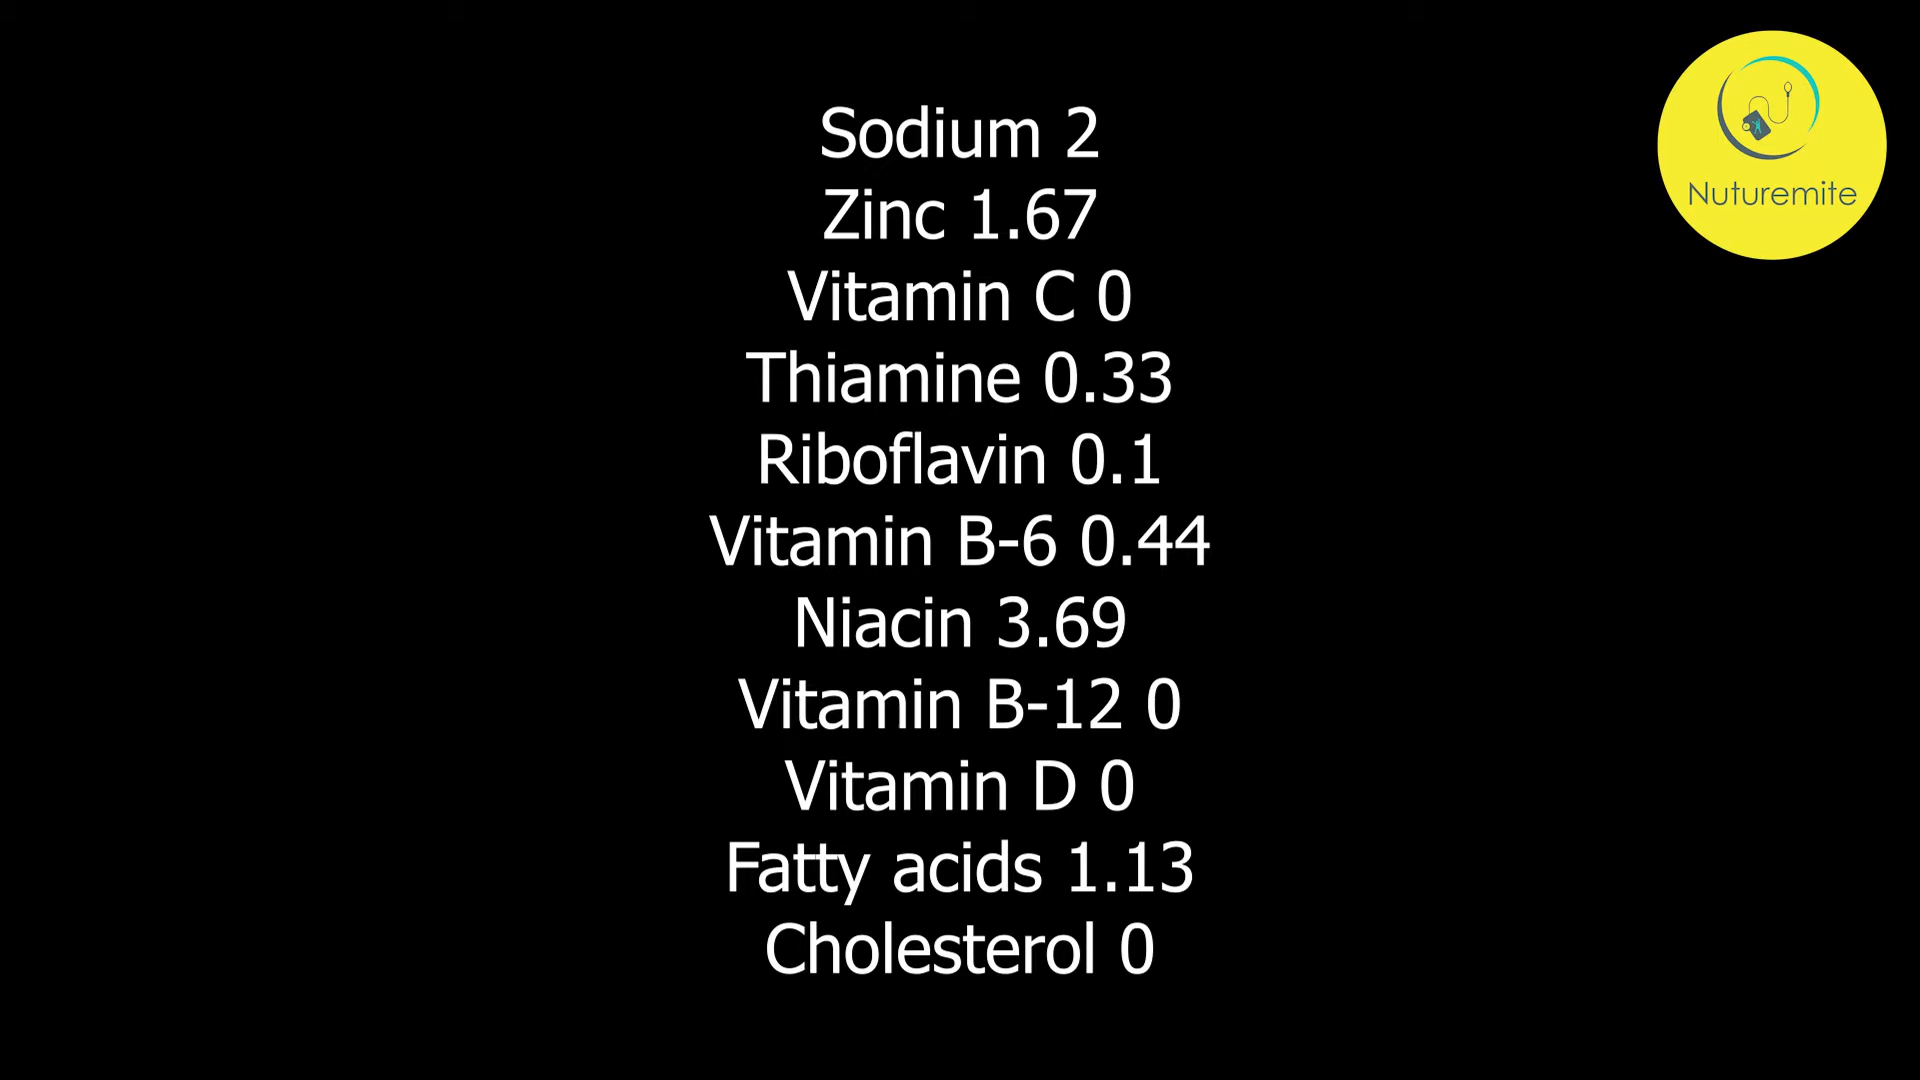 Sodium 2
Zinc 1.67
Vitamin C 0
Thiamine 0.33
Riboflavin 0.1
Vitamin B-6 0.44
Niacin 3.69
Vitamin B-12 0
Vitamin D 0
Fatty acids 1.13
Cholesterol 0
Nuturemite